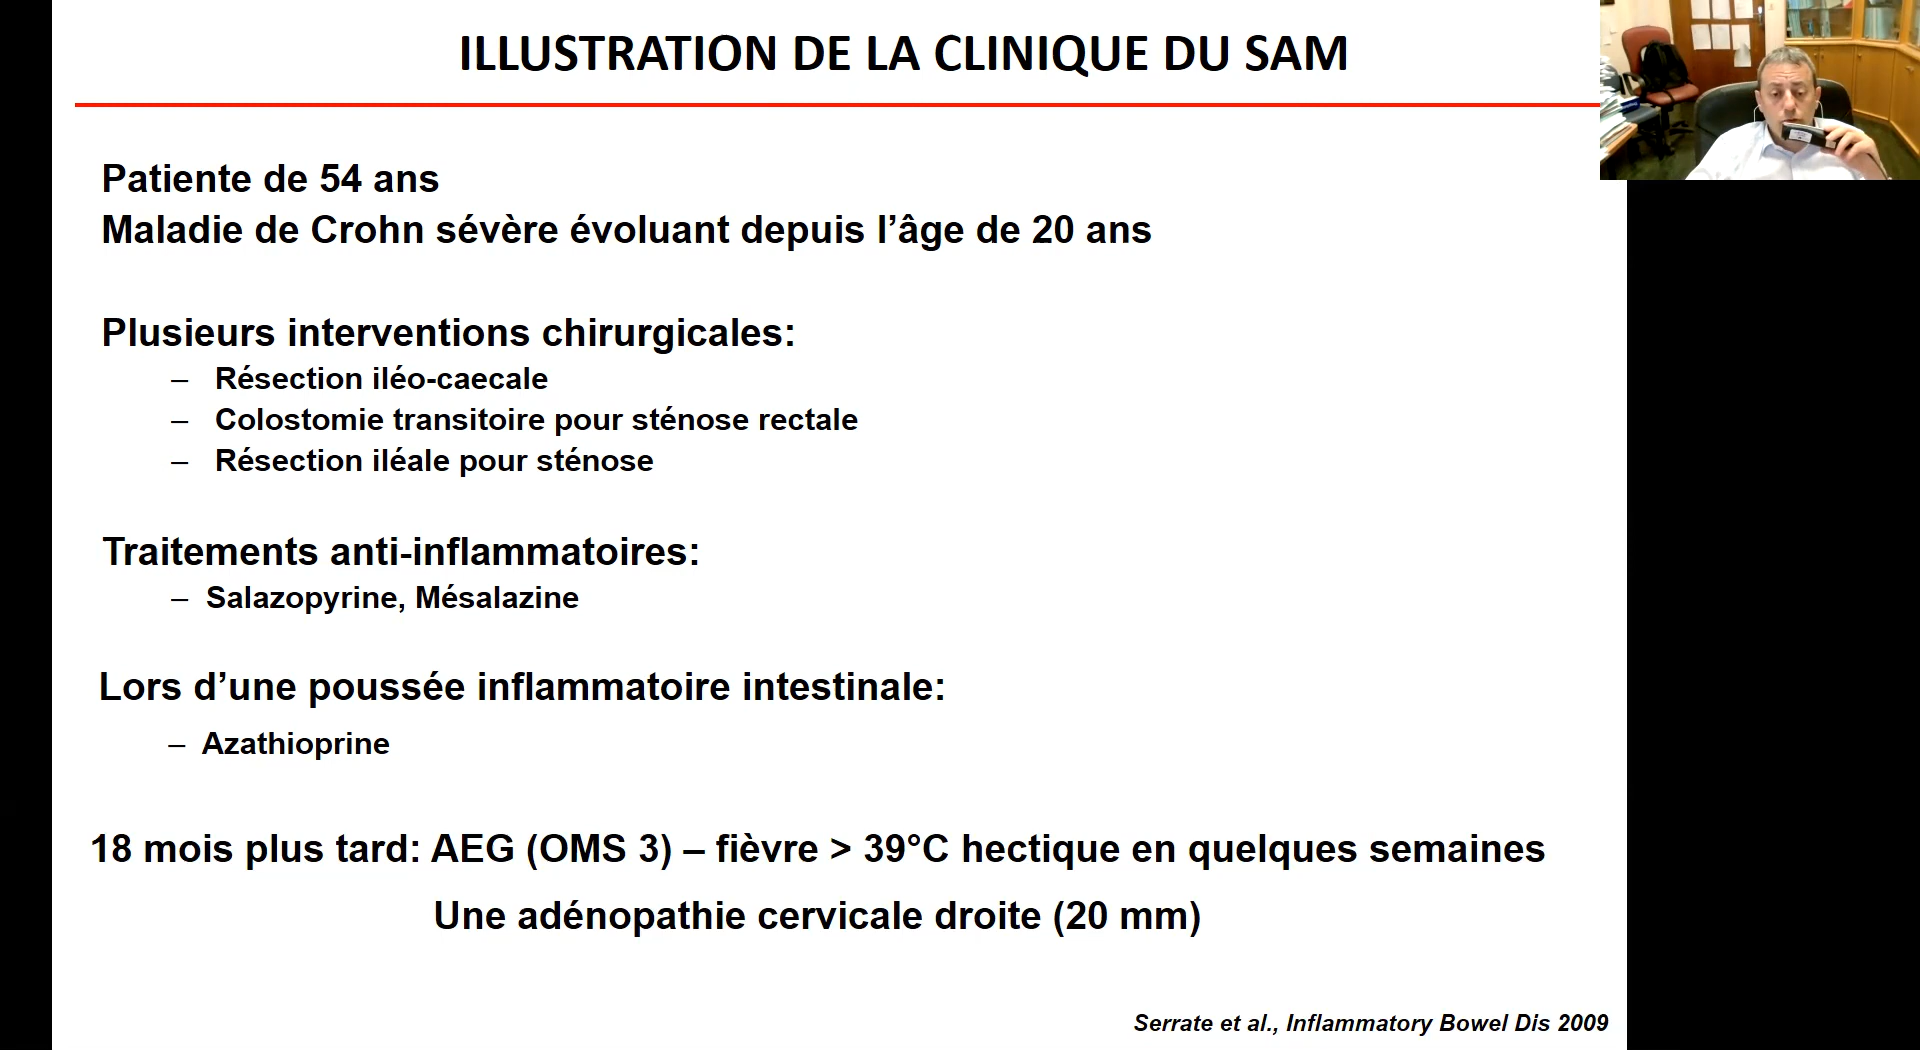 ILLUSTRATION DE LA CLINIQUE DU SAM
Patiente de 54 ans
Maladie de Crohn sévère évoluant depuis l’âge de 20 ans
Plusieurs interventions chirurgicales:
– Résection iléo-caecale
– Colostomie transitoire pour sténose rectale
– Résection iléale pour sténose
Traitements anti-inflammatoires:
– Salazopyrine, Mésalazine
Lors d’une poussée inflammatoire intestinale:
– Azathioprine
18 mois plus tard: AEG (OMS 3) – fièvre > 39°C hectique en quelques semaines
Une adénopathie cervicale droite (20 mm)
Serrate et al., Inflammatory Bowel Dis 2009